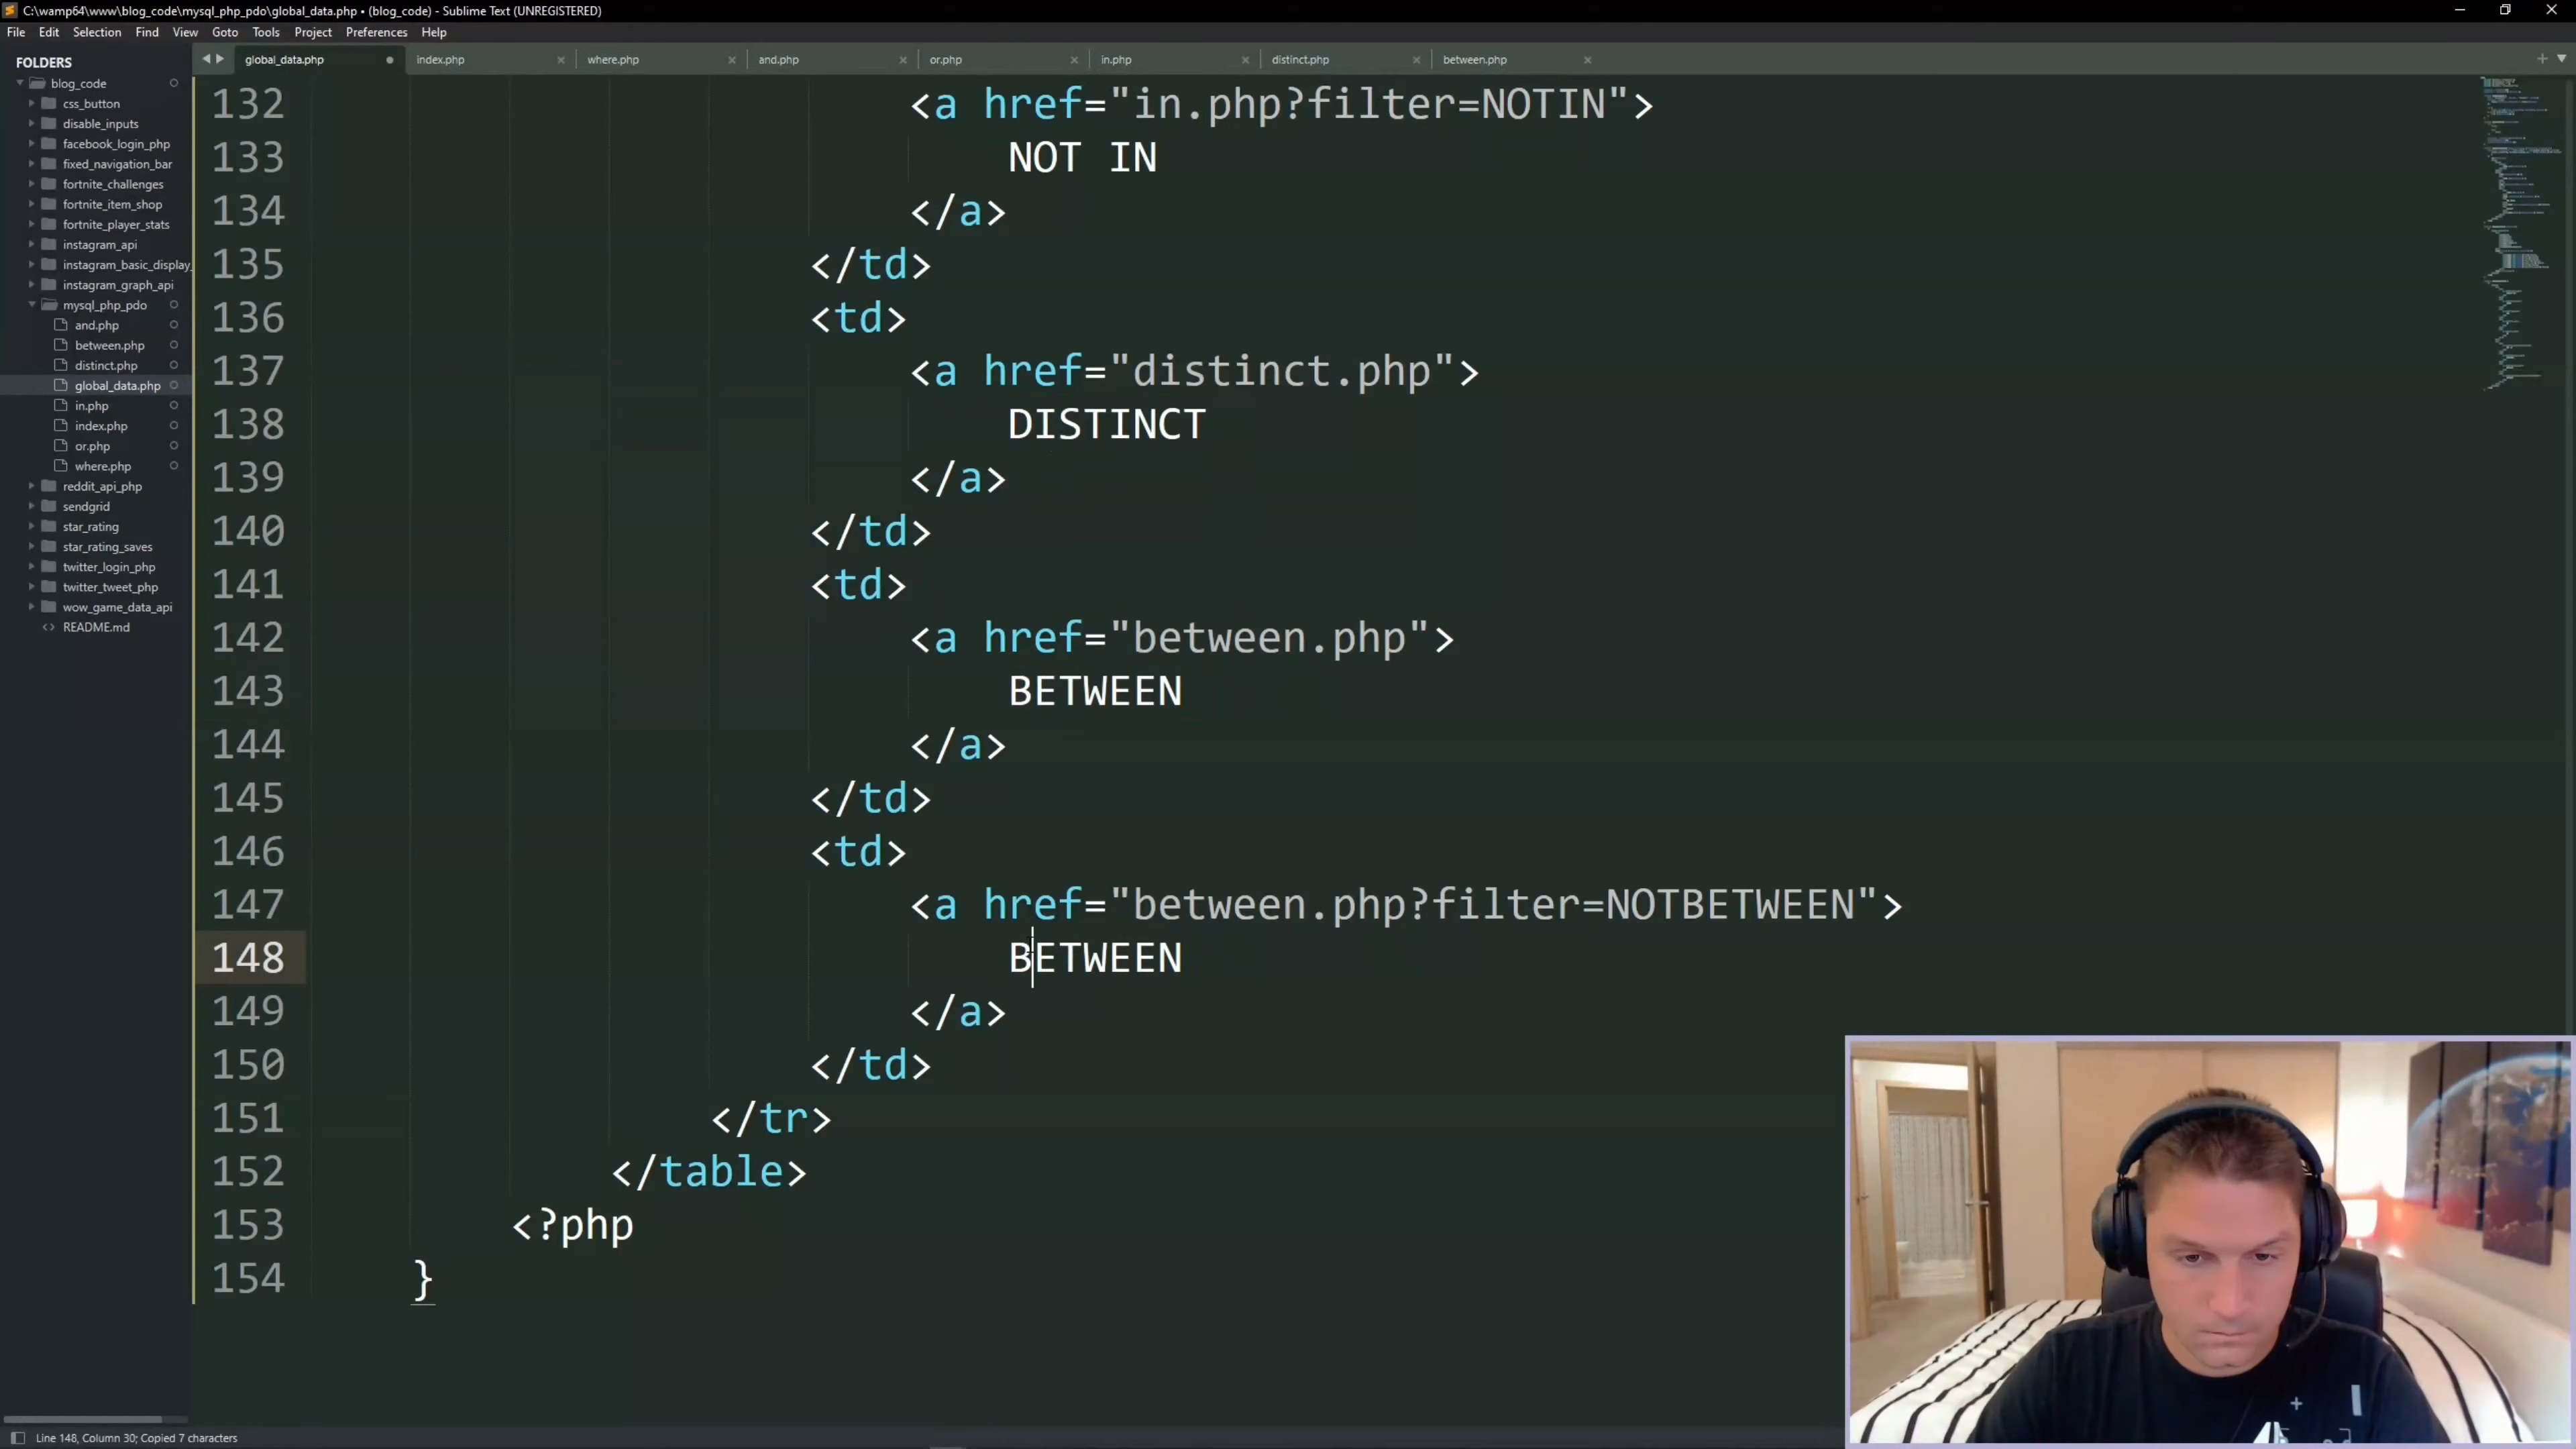 C:\wamp64\www\blog_code\mysql_php_pdo\global_data.php • (blog_code) - Sublime Text (UNREGISTERED)
File Edit Selection Find View Goto Tools Project Preferences Help
FOLDERS
blog_code
css_button
disable_inputs
facebook_login_php
fixed_navigation_bar
fortnite_challenges
fortnite_item_shop
fortnite_player_stats
instagram_api
instagram_basic_display_
instagram_graph_api
mysql_php_pdo
and.php
between.php
distinct.php
global_data.php
in.php
index.php
or.php
where.php
reddit_api_php
sendgrid
star_rating
star_rating_saves
twitter_login_php
twitter_tweet_php
wow_game_data_api
README.md
global_data.php index.php where.php and.php or.php in.php distinct.php between.php
132 <a href="in.php?filter=NOTIN">
133 NOT IN
134 </a>
135 </td>
136 <td>
137 <a href="distinct.php">
138 DISTINCT
139 </a>
140 </td>
141 <td>
142 <a href="between.php">
143 BETWEEN
144 </a>
145 </td>
146 <td>
147 <a href="between.php?filter=NOTBETWEEN">
148 BETWEEN
149 </a>
150 </td>
151 </tr>
152 </table>
153 <?php
154 }
Line 148, Column 30; Copied 7 characters